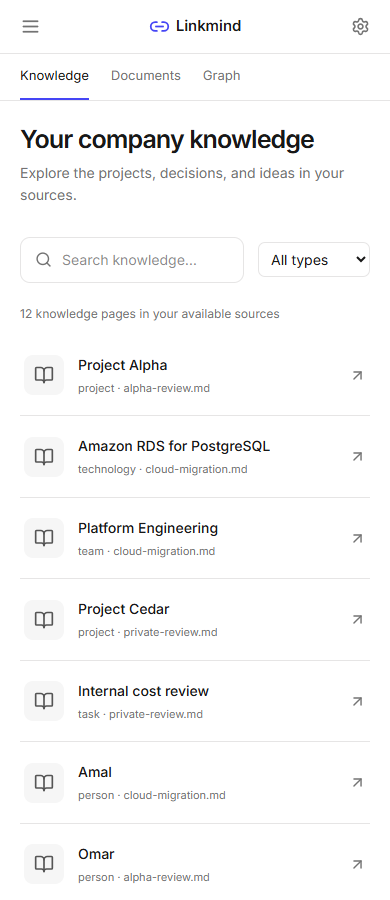 Linkmind
Knowledge Documents Graph
Your company knowledge
Explore the projects, decisions, and ideas in your
sources.
Search knowledge...
All types
12 knowledge pages in your available sources
Project Alpha
project · alpha-review.md
Amazon RDS for PostgreSQL
technology · cloud-migration.md
Platform Engineering
team · cloud-migration.md
Project Cedar
project · private-review.md
Internal cost review
task · private-review.md
Amal
person · cloud-migration.md
Omar
person · alpha-review.md